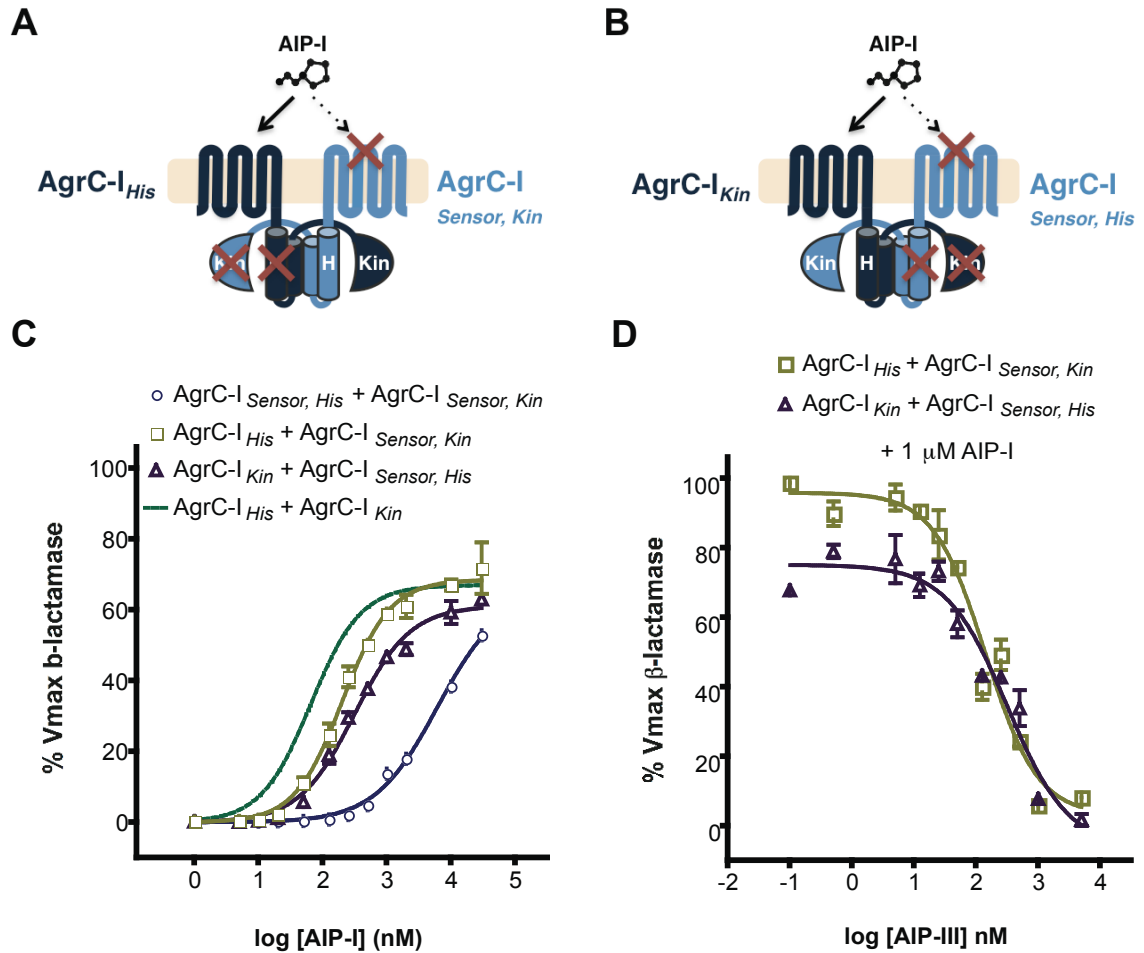 A
AIP-I
AgrC-I His
AgrC-I
Sensor, Kin
Kin
H
Kin
B
AIP-I
AgrC-I Kin
AgrC-I
Sensor, His
Kin
H
Kin
C
AgrC-I Sensor, His + AgrC-I Sensor, Kin
AgrC-I His + AgrC-I Sensor, Kin
AgrC-I Kin + AgrC-I Sensor, His
AgrC-I His + AgrC-I Kin
% Vmax b-lactamase
100
80
60
40
20
0
0 1 2 3 4 5
log [AIP-I] (nM)
D
AgrC-I His + AgrC-I Sensor, Kin
AgrC-I Kin + AgrC-I Sensor, His
+ 1 μM AIP-I
% Vmax β-lactamase
100
80
60
40
20
0
-2 -1 0 1 2 3 4
log [AIP-III] nM